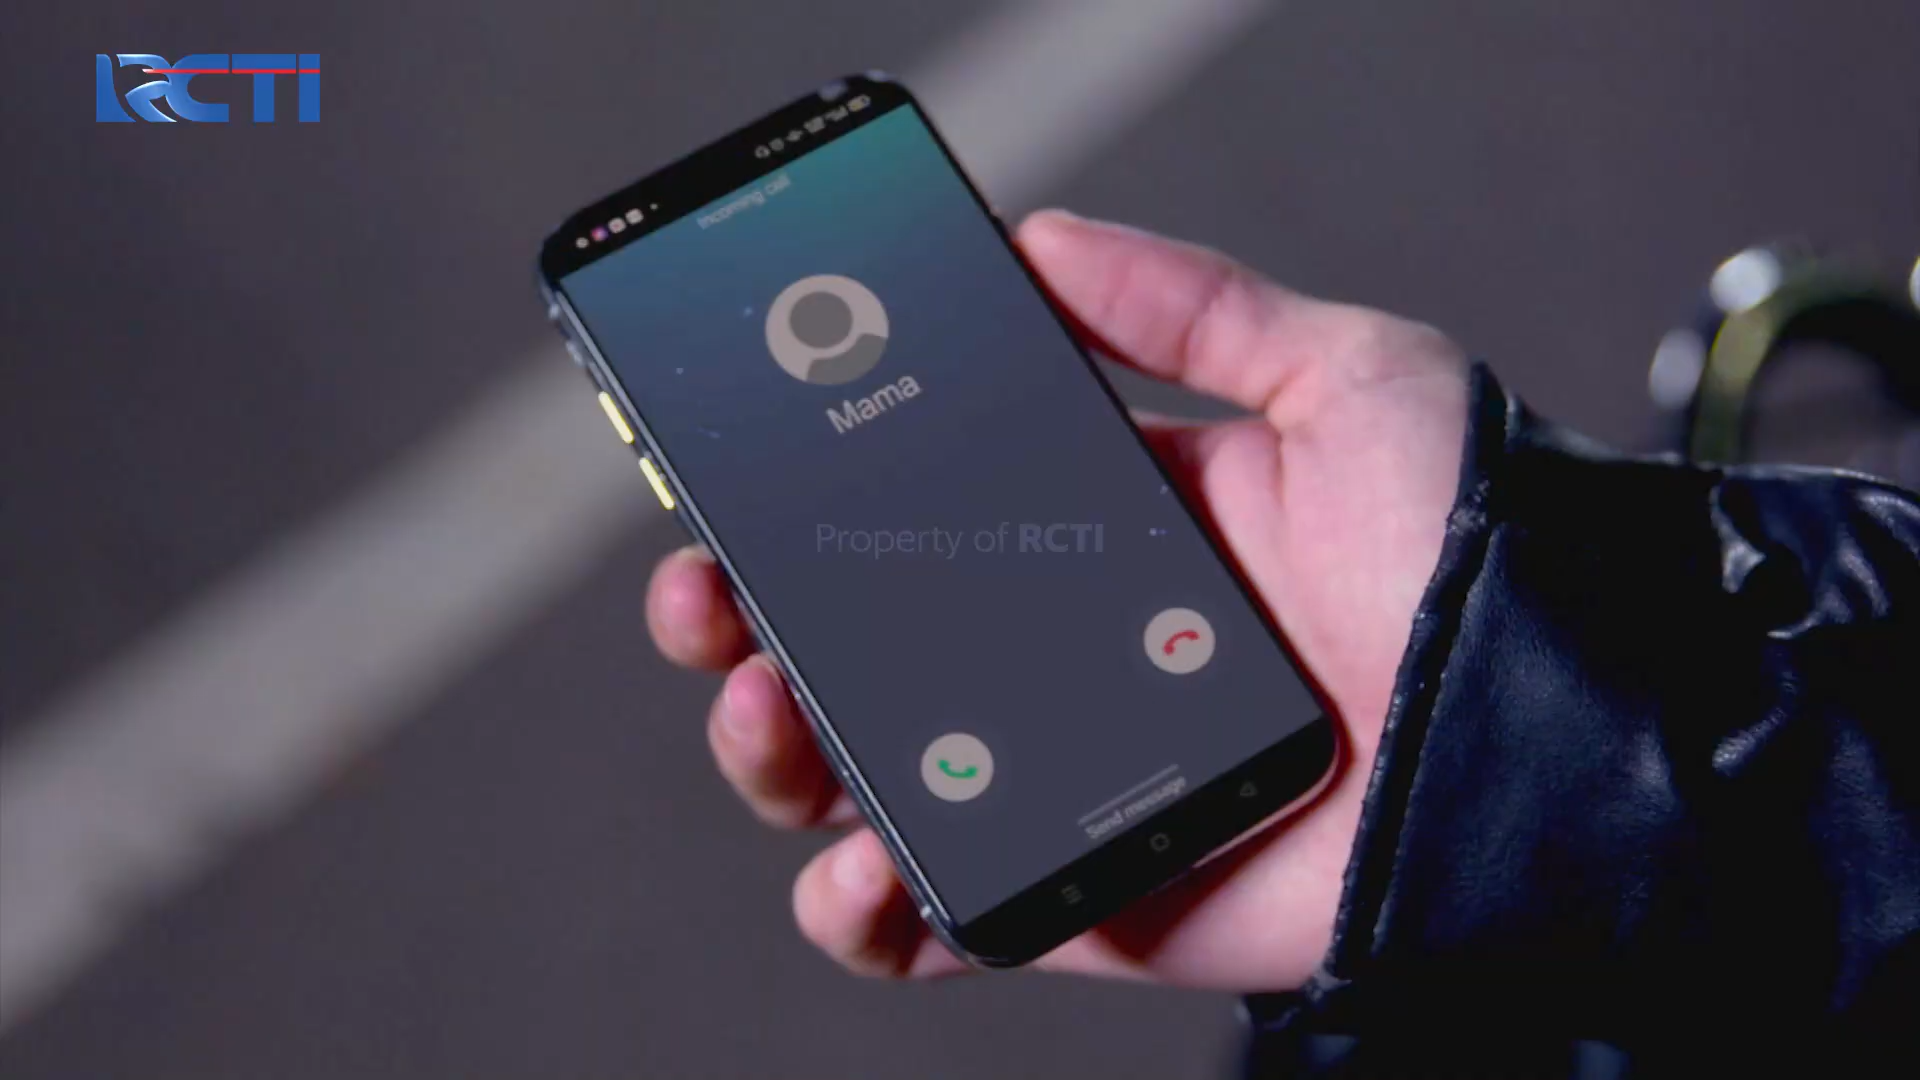 RCTI
Incoming call
Mama
Property of RCTI
Send message